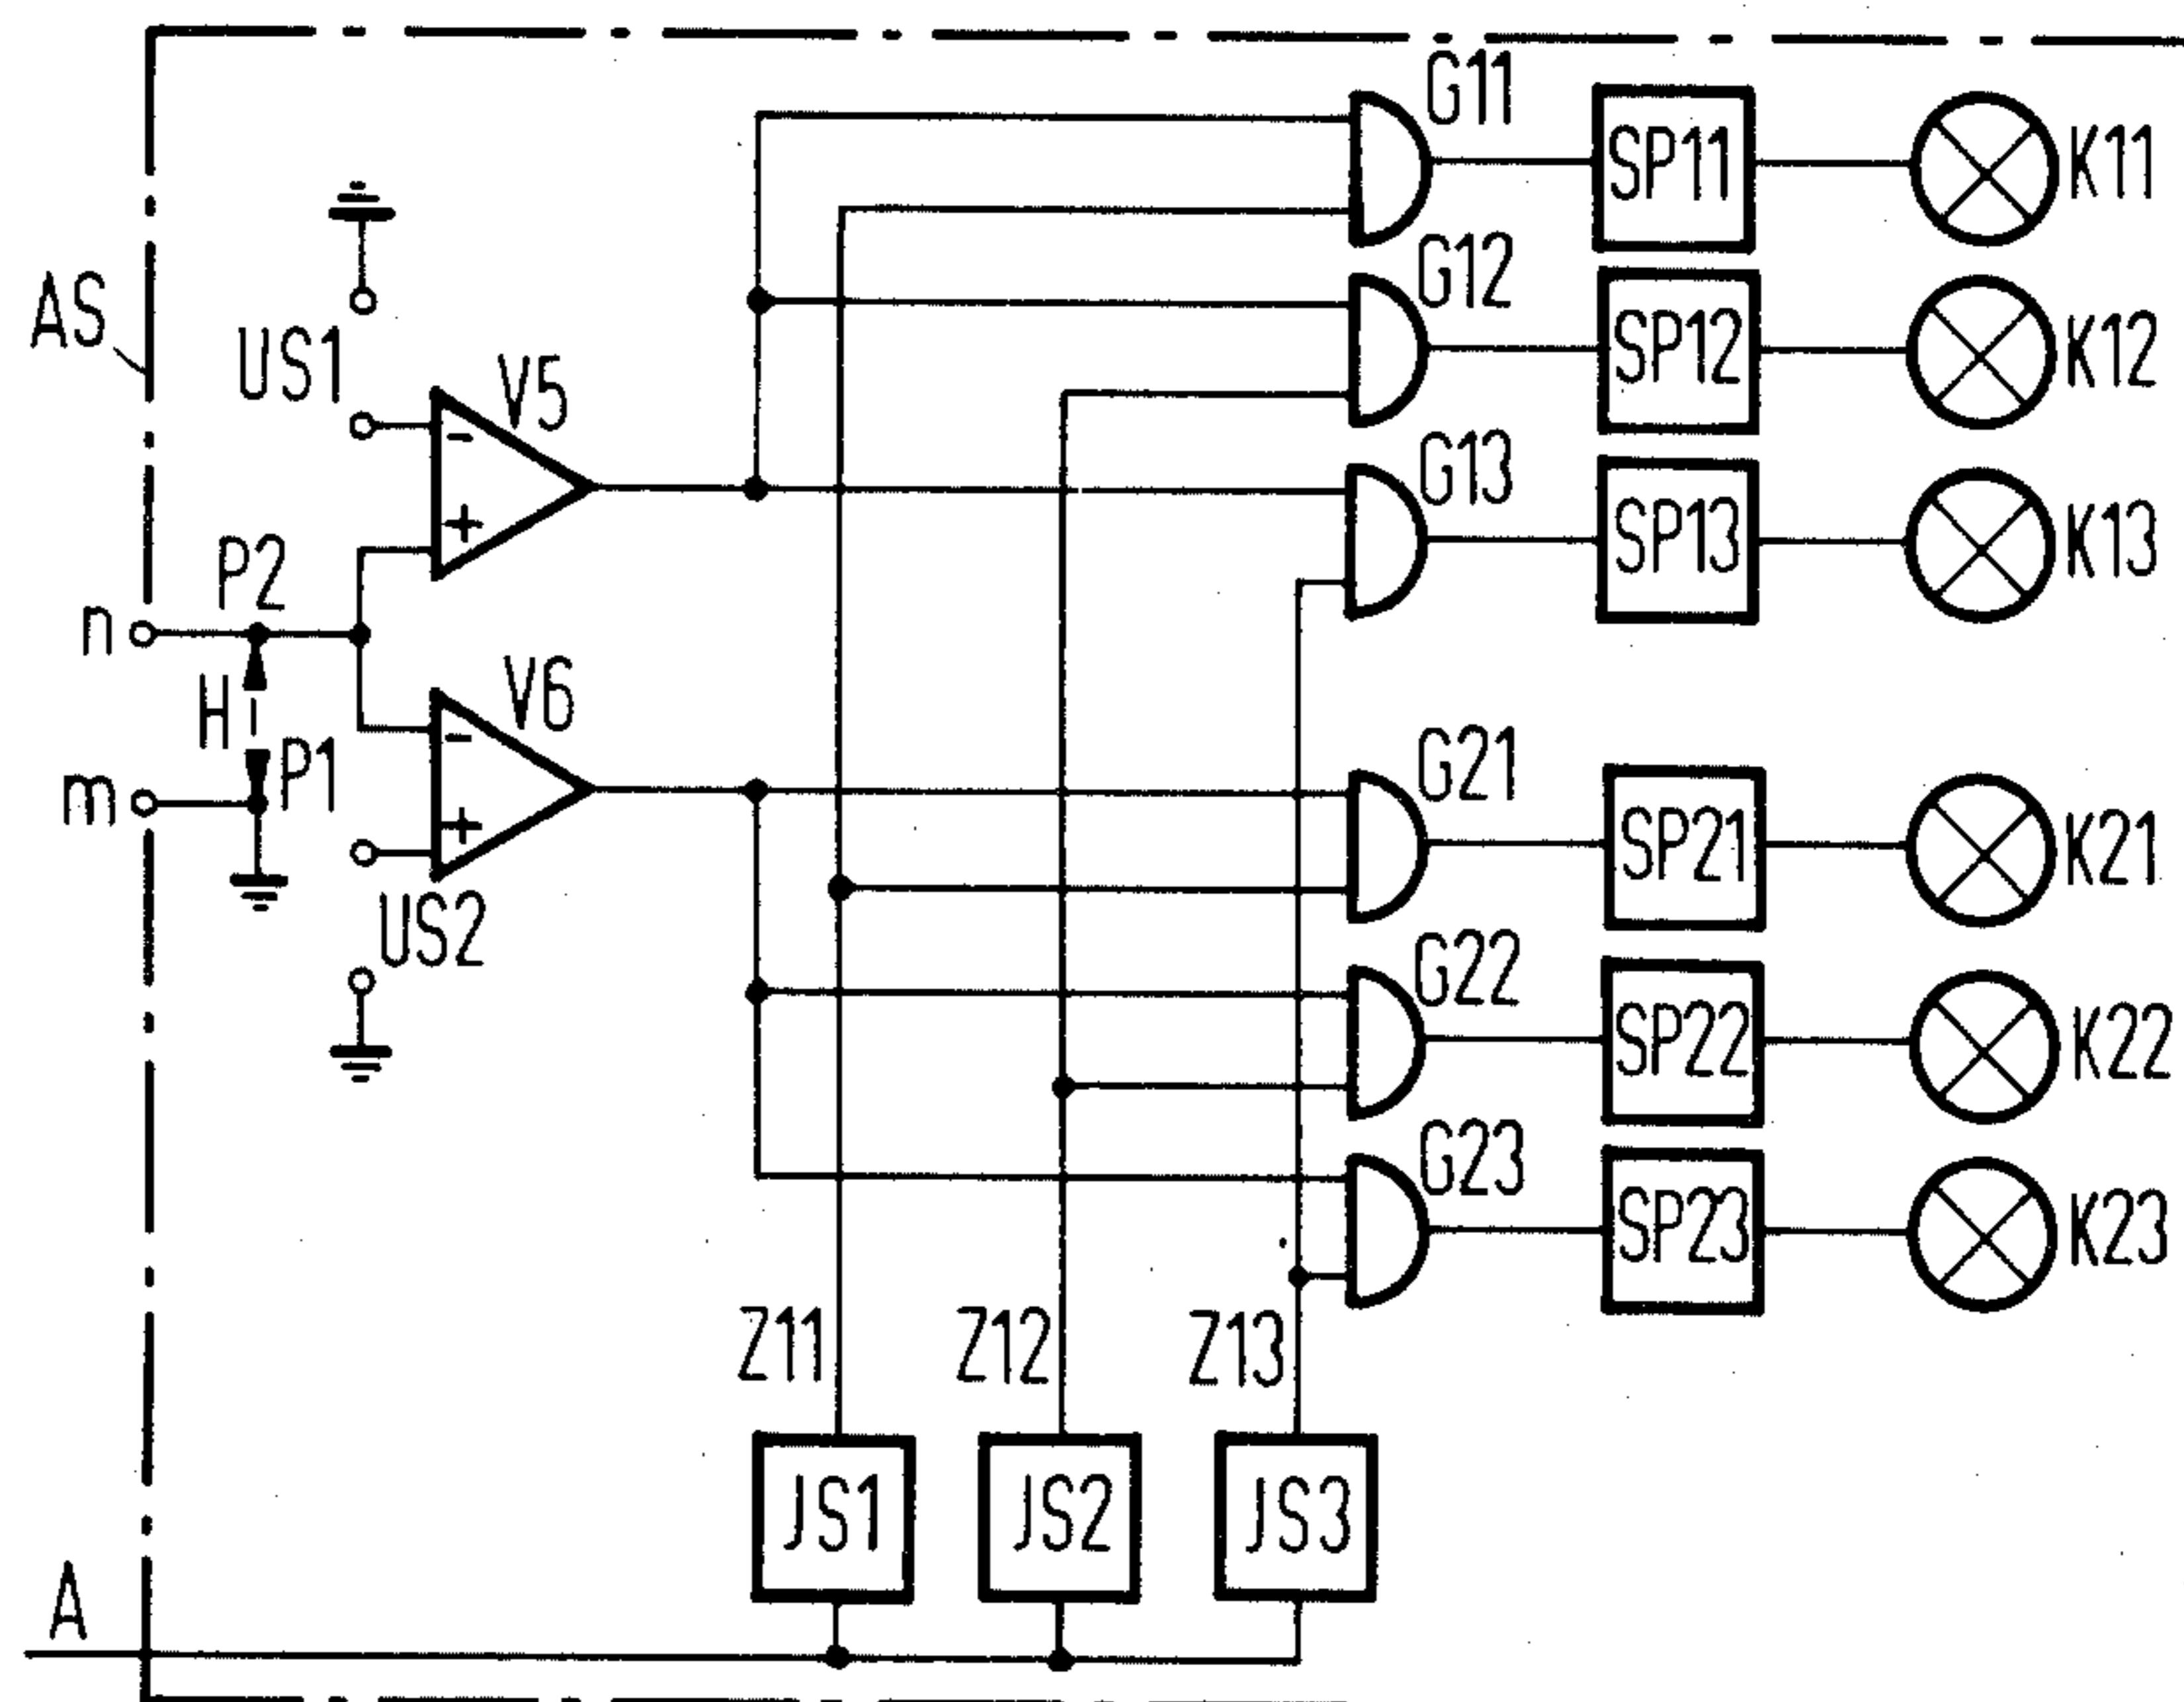 G11
SP11
K11
G12
SP12
K12
AS
US1
V5
-
+
G13
SP13
K13
P2
n
H
V6
-
+
P1
m
G21
SP21
K21
US2
G22
SP22
K22
G23
SP23
K23
Z11
Z12
Z13
JS1
JS2
JS3
A